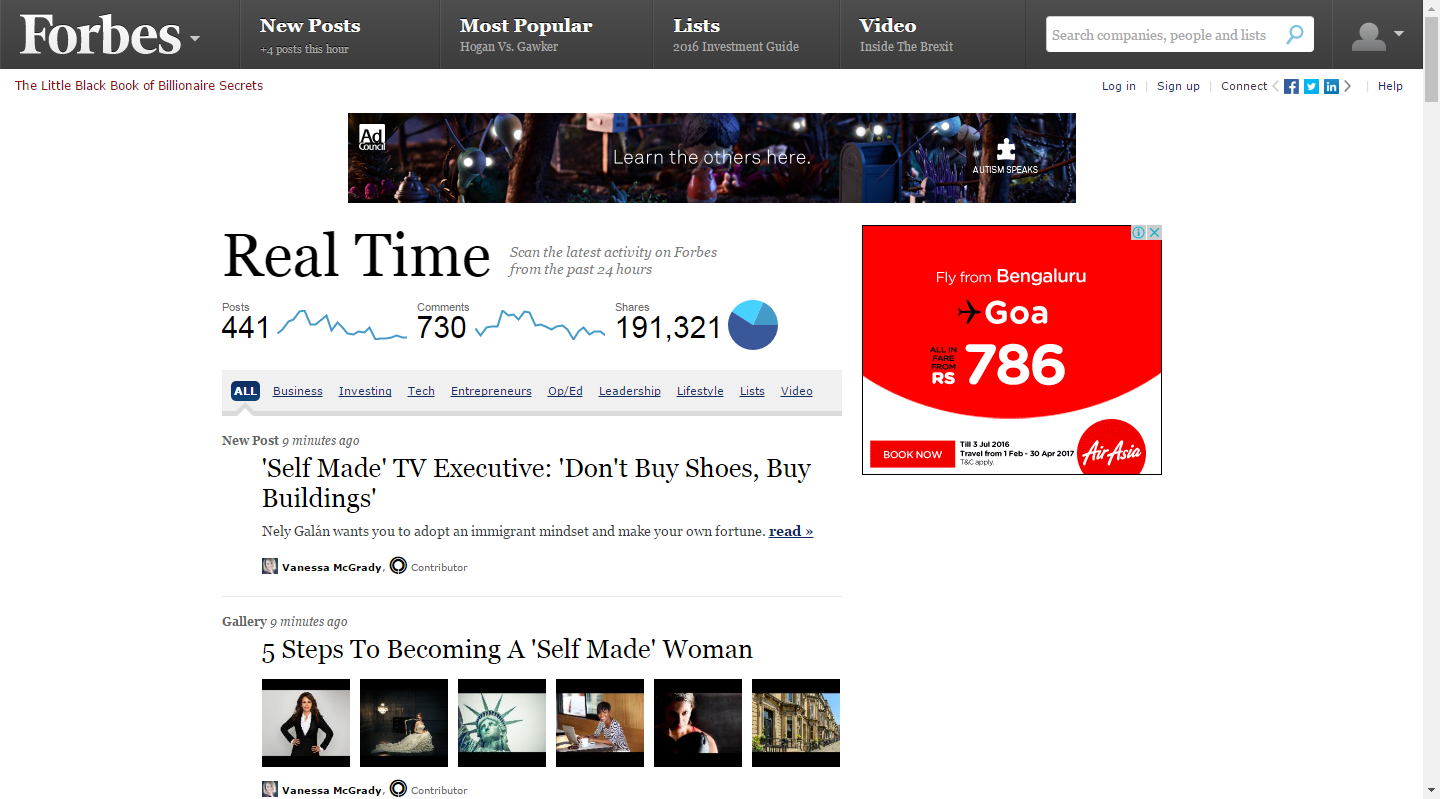 Forbes
New Posts
+4 posts this hour
Most Popular
Hogan Vs. Gawker
Lists
2016 Investment Guide
Video
Inside The Brexit
Search companies, people and lists
The Little Black Book of Billionaire Secrets
Log in
Sign up
Connect
Help
Ad
Council
Learn the others here.
AUTISM SPEAKS
Real Time
Scan the latest activity on Forbes
from the past 24 hours
Posts
441
Comments
730
Shares
191,321
ALL Business Investing Tech Entrepreneurs Op/Ed Leadership Lifestyle Lists Video
New Post 9 minutes ago
'Self Made' TV Executive: 'Don't Buy Shoes, Buy
Buildings'
Nely Galán wants you to adopt an immigrant mindset and make your own fortune. read »
Vanessa McGrady, Contributor
Gallery 9 minutes ago
5 Steps To Becoming A 'Self Made' Woman
Vanessa McGrady, Contributor
Fly from Bengaluru
Goa
ALL IN
FARE
FROM
RS 786
BOOK NOW
Till 3 Jul 2016
Travel from 1 Feb - 30 Apr 2017
T&C apply.
AirAsia